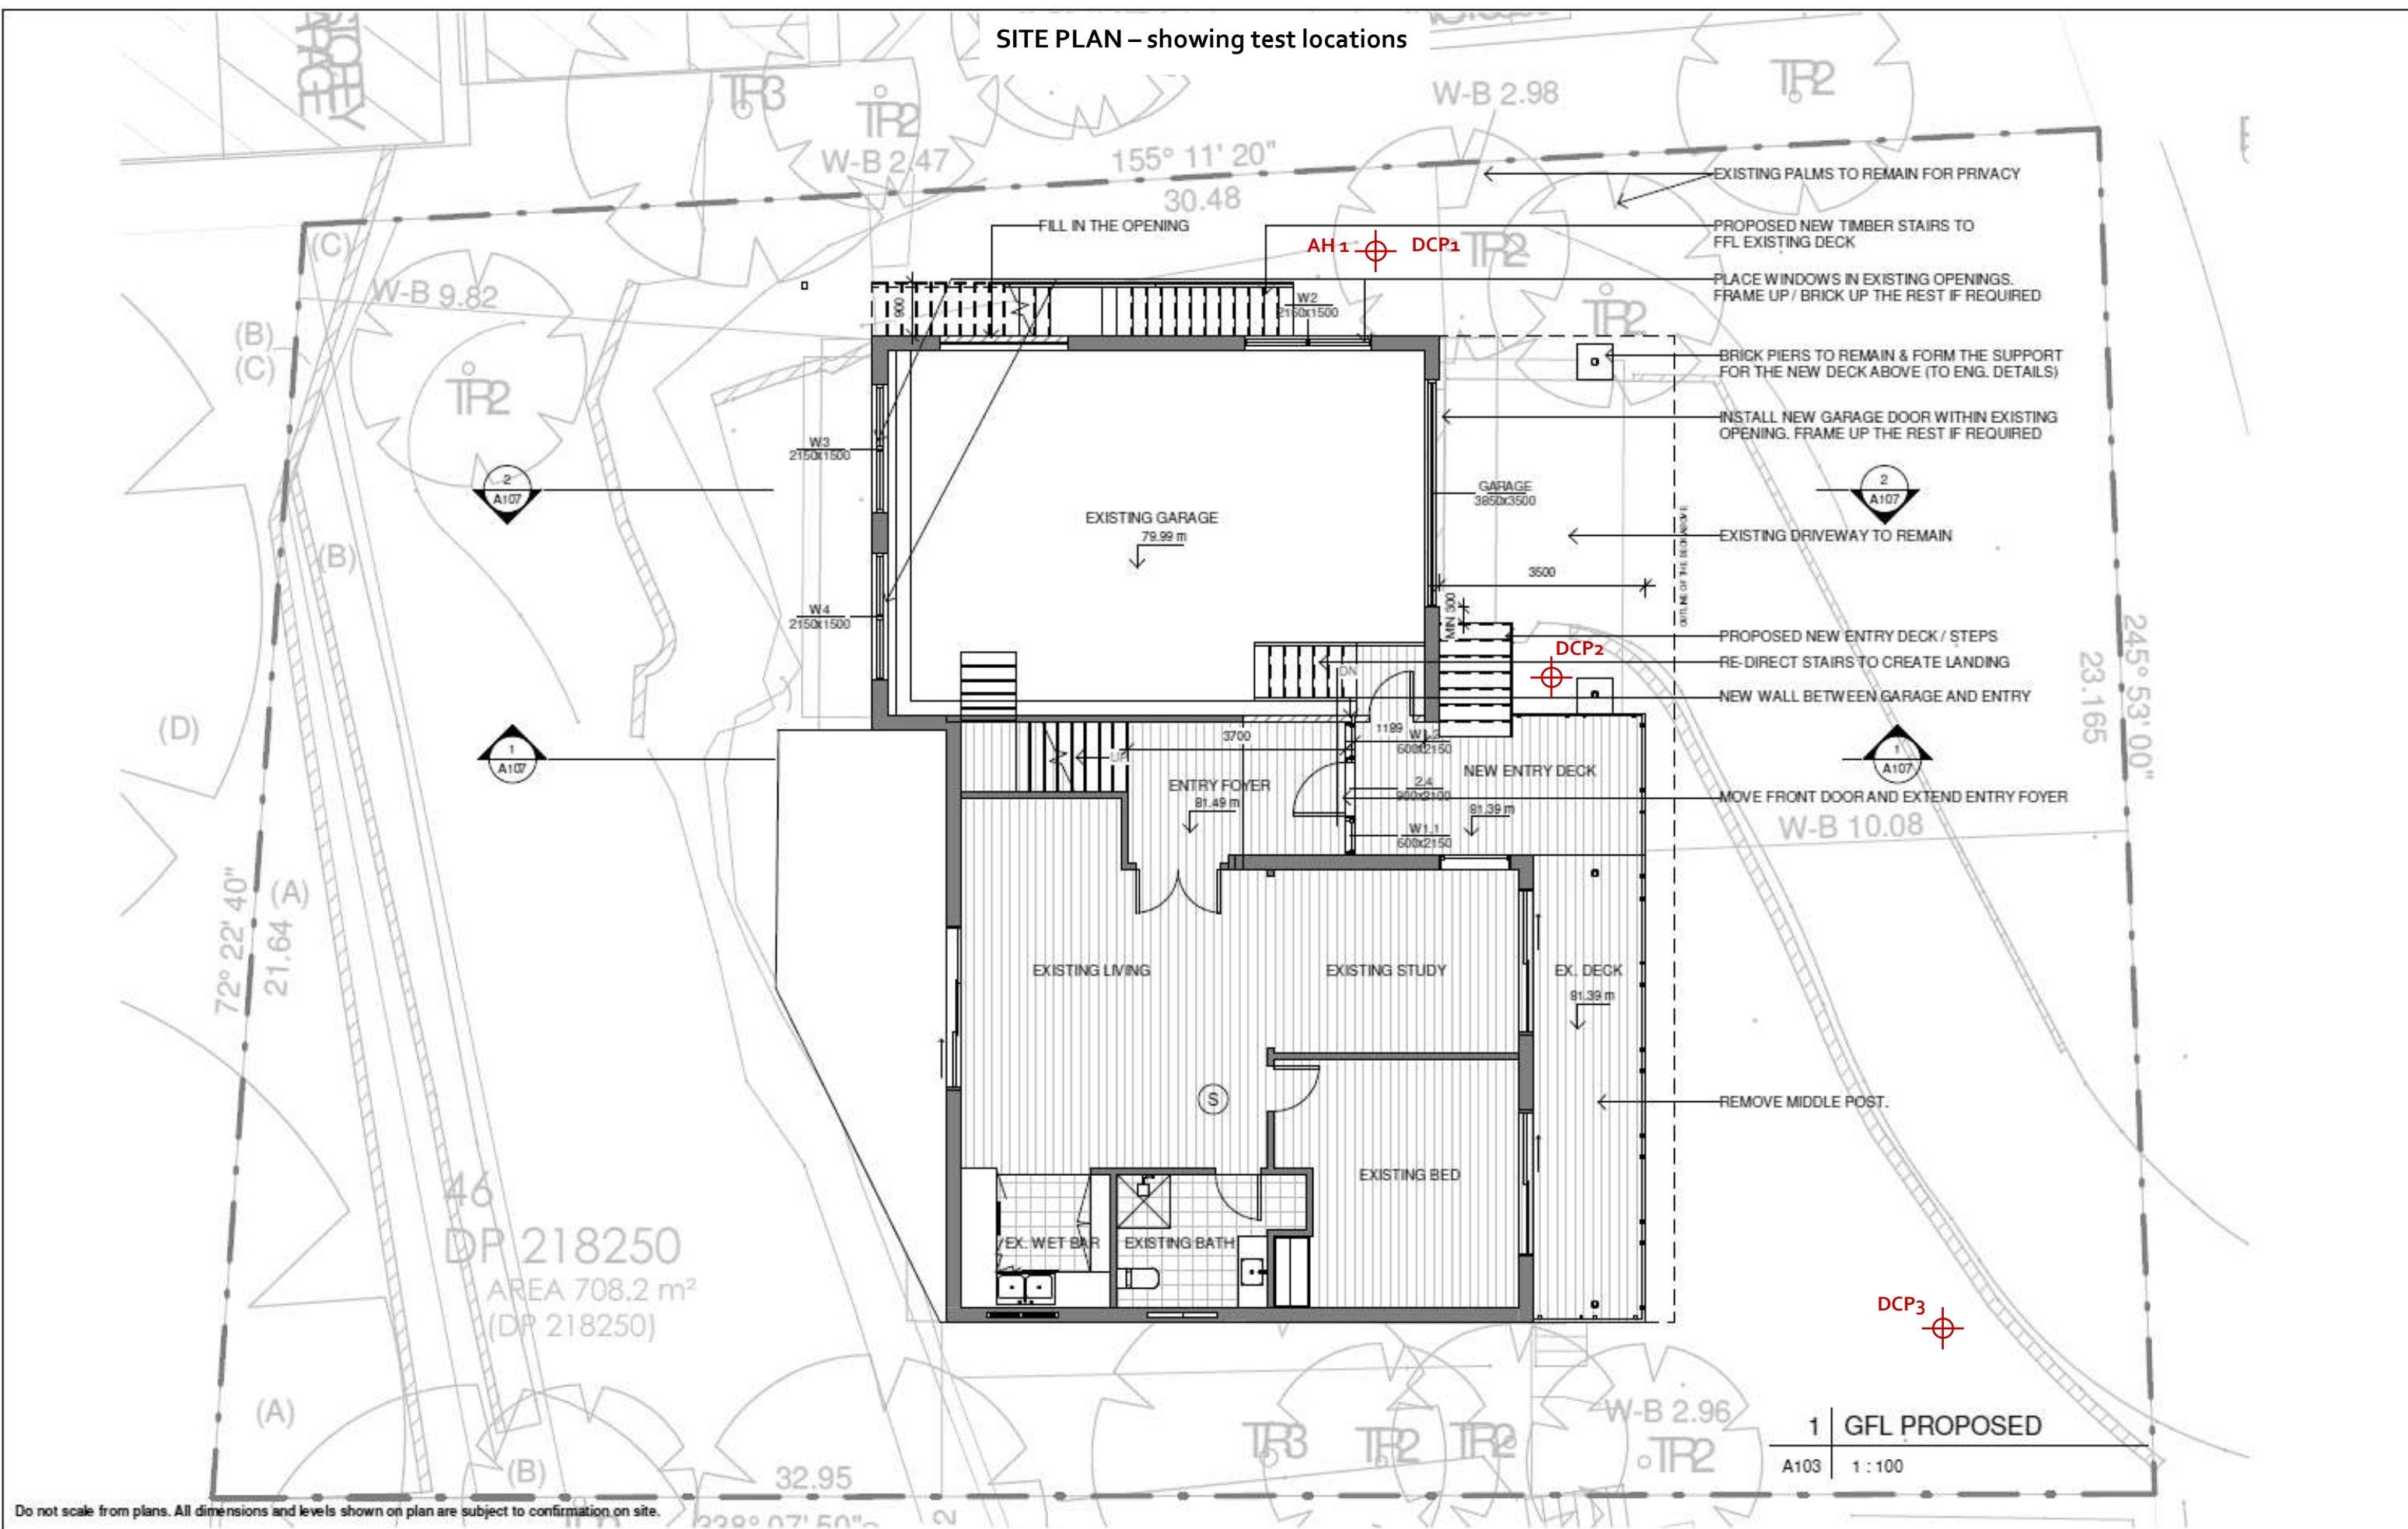 SITE PLAN – showing test locations
TR3
TR2
TR2
W-B 2.98
W-B 2.47
155° 11' 20"
30.48
EXISTING PALMS TO REMAIN FOR PRIVACY
(C)
FILL IN THE OPENING
PROPOSED NEW TIMBER STAIRS TO
FFL EXISTING DECK
AH 1
DCP1
TR2
W-B 9.82
PLACE WINDOWS IN EXISTING OPENINGS.
FRAME UP / BRICK UP THE REST IF REQUIRED
900
W2
2150x1500
TR2
(B)
(C)
TR2
BRICK PIERS TO REMAIN & FORM THE SUPPORT
FOR THE NEW DECK ABOVE (TO ENG. DETAILS)
INSTALL NEW GARAGE DOOR WITHIN EXISTING
OPENING. FRAME UP THE REST IF REQUIRED
W3
2150x1500
2
A107
GARAGE
3850x3500
2
A107
EXISTING GARAGE
79.99 m
EXISTING DRIVEWAY TO REMAIN
OUTLINE OF THE DECK ABOVE
(B)
3500
W4
2150x1500
MIN 300
PROPOSED NEW ENTRY DECK / STEPS
DCP2
RE-DIRECT STAIRS TO CREATE LANDING
DN
NEW WALL BETWEEN GARAGE AND ENTRY
245° 53' 00"
23.165
(D)
3700
1189
W1.2
600x2150
1
A107
UP
NEW ENTRY DECK
1
A107
ENTRY FOYER
81.49 m
2.4
900x2100
81.39 m
MOVE FRONT DOOR AND EXTEND ENTRY FOYER
W1.1
600x2150
W-B 10.08
72° 22' 40"
(A)
21.64
EXISTING LIVING
EXISTING STUDY
EX. DECK
81.39 m
S
REMOVE MIDDLE POST.
EXISTING BED
46
DP 218250
AREA 708.2 m²
(DP 218250)
EX. WET BAR
EXISTING BATH
DCP3
(A)
W-B 2.96
TR3
TR2
TR2
TR2
1
GFL PROPOSED
A103
1 : 100
(B)
32.95
Do not scale from plans. All dimensions and levels shown on plan are subject to confirmation on site.
338° 07' 50"